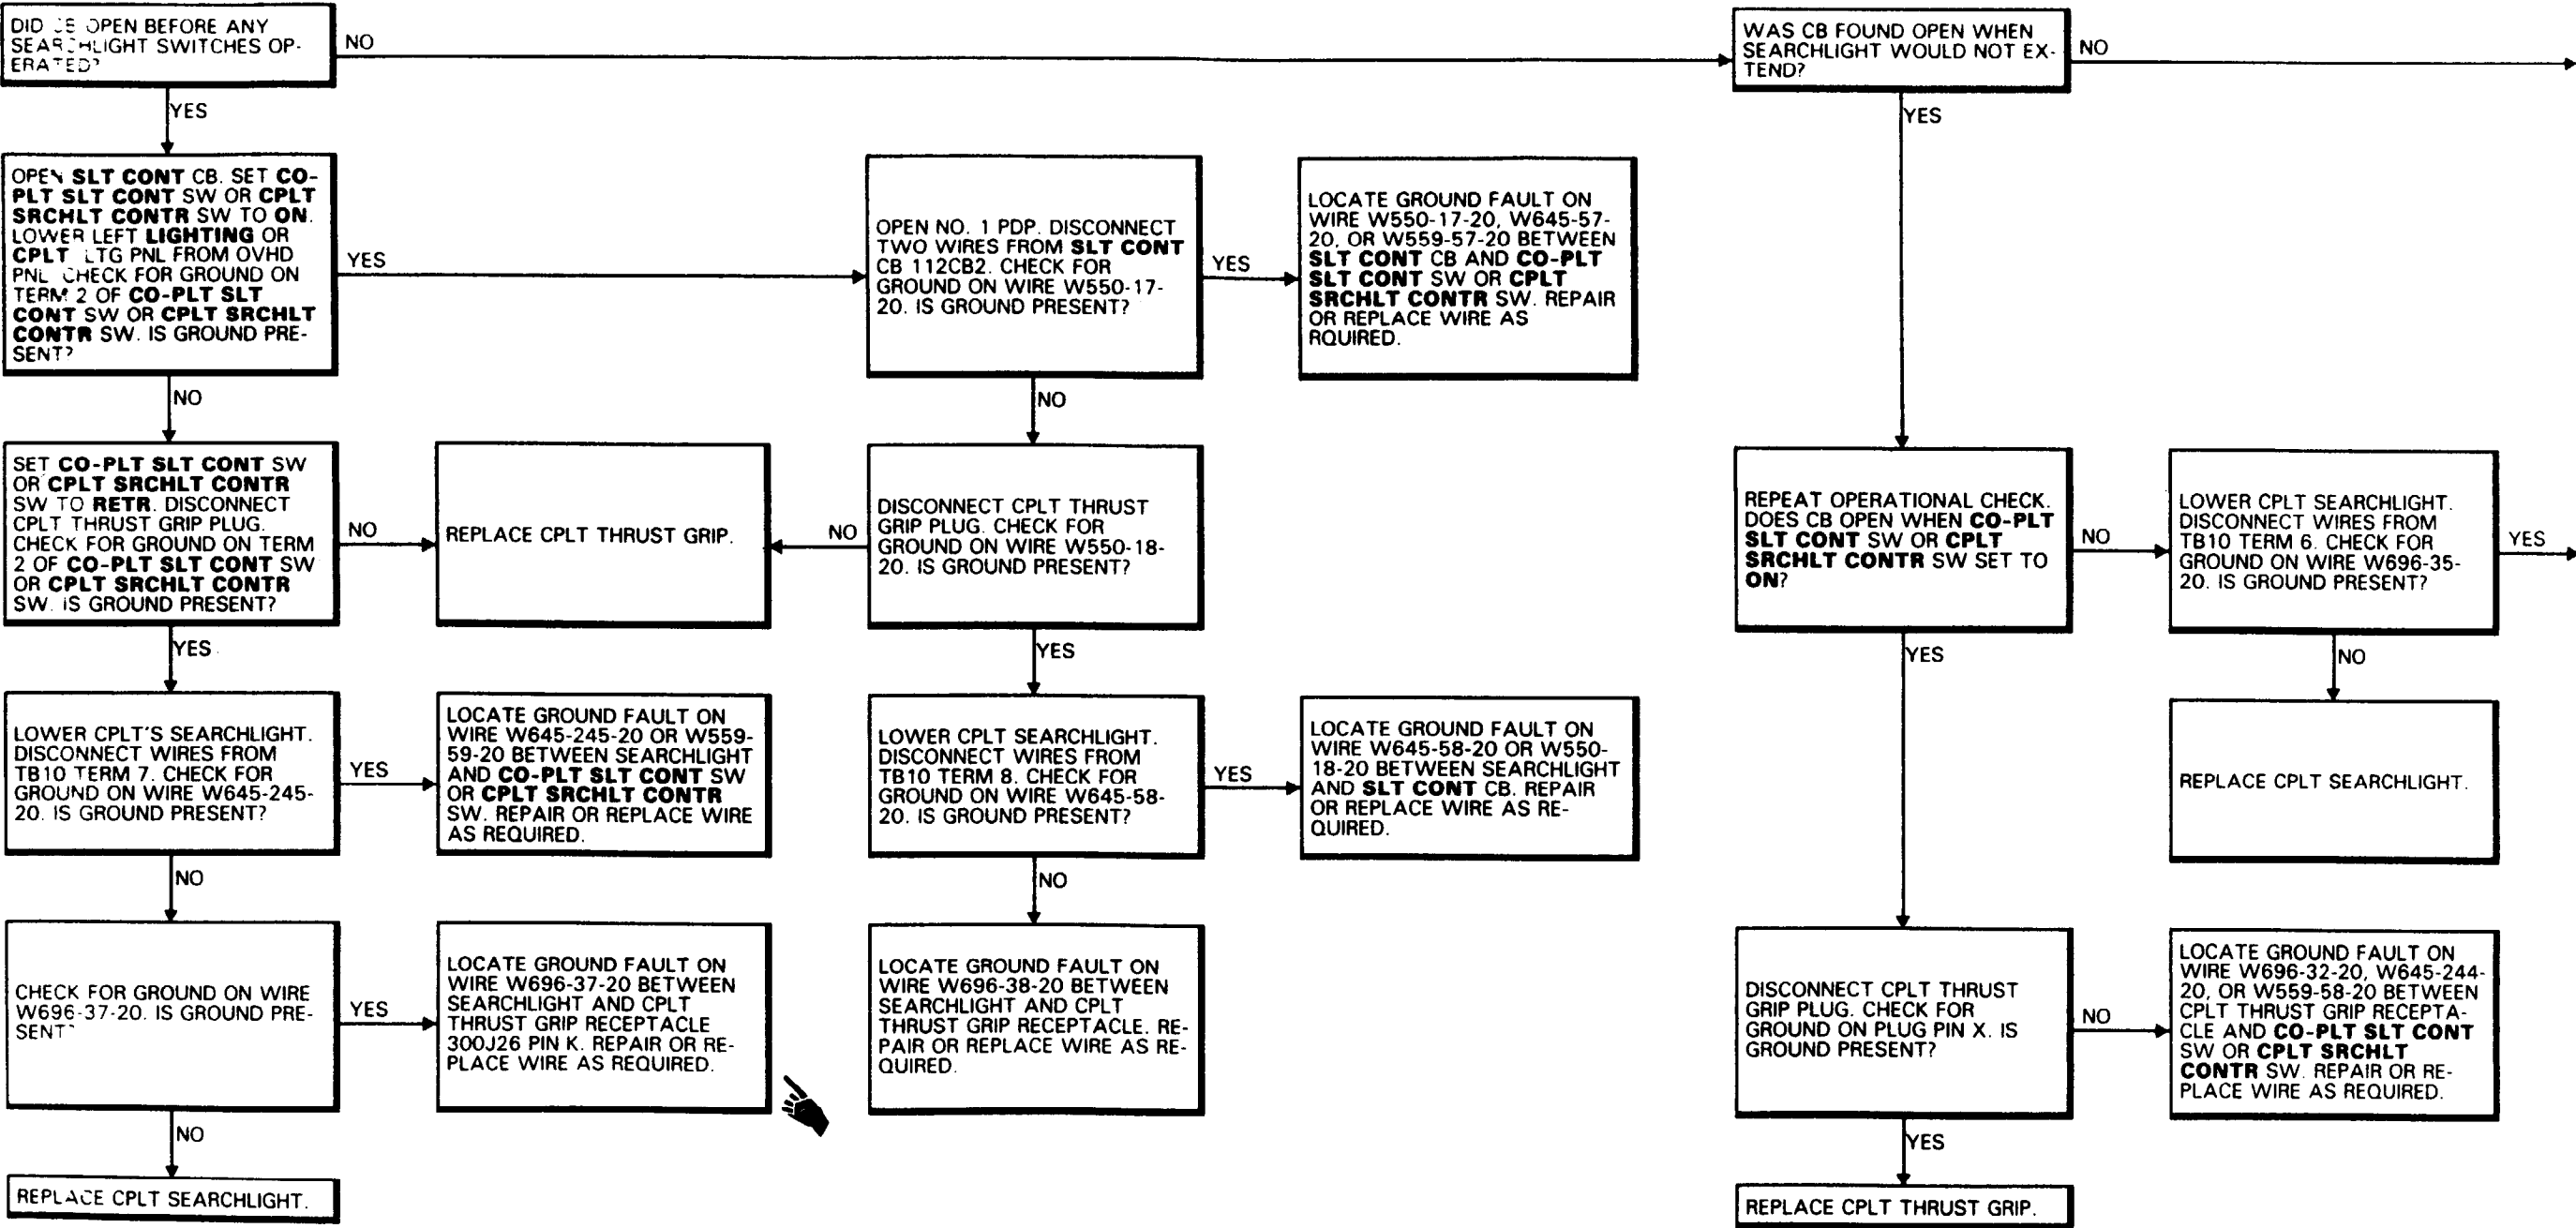 DID OPEN BEFORE ANY
SEARCHLIGHT SWITCHES OP-
ERATED?
NO
YES
WAS CB FOUND OPEN WHEN
SEARCHLIGHT WOULD NOT EX-
TEND?
NO
YES
OPEN SLT CONT CB. SET CO-
PLT SLT CONT SW OR CPLT
SRCHLT CONTR SW TO ON.
LOWER LEFT LIGHTING OR
CPLT LTG PNL FROM OVHD
PNL CHECK FOR GROUND ON
TERM 2 OF CO-PLT SLT
CONT SW OR CPLT SRCHLT
CONTR SW. IS GROUND PRE-
SENT?
YES
NO
OPEN NO. 1 PDP. DISCONNECT
TWO WIRES FROM SLT CONT
CB 112CB2. CHECK FOR
GROUND ON WIRE W550-17-
20. IS GROUND PRESENT?
YES
NO
LOCATE GROUND FAULT ON
WIRE W550-17-20, W645-57-
20, OR W559-57-20 BETWEEN
SLT CONT CB AND CO-PLT
SLT CONT SW OR CPLT
SRCHLT CONTR SW. REPAIR
OR REPLACE WIRE AS
RQUIRED.
SET CO-PLT SLT CONT SW
OR CPLT SRCHLT CONTR
SW TO RETR. DISCONNECT
CPLT THRUST GRIP PLUG.
CHECK FOR GROUND ON TERM
2 OF CO-PLT SLT CONT SW
OR CPLT SRCHLT CONTR
SW. IS GROUND PRESENT?
NO
YES
REPLACE CPLT THRUST GRIP.
NO
DISCONNECT CPLT THRUST
GRIP PLUG. CHECK FOR
GROUND ON WIRE W550-18-
20. IS GROUND PRESENT?
YES
REPEAT OPERATIONAL CHECK.
DOES CB OPEN WHEN CO-PLT
SLT CONT SW OR CPLT
SRCHLT CONTR SW SET TO
ON?
NO
YES
LOWER CPLT SEARCHLIGHT.
DISCONNECT WIRES FROM
TB10 TERM 6. CHECK FOR
GROUND ON WIRE W696-35-
20. IS GROUND PRESENT?
YES
NO
LOWER CPLT'S SEARCHLIGHT.
DISCONNECT WIRES FROM
TB10 TERM 7. CHECK FOR
GROUND ON WIRE W645-245-
20. IS GROUND PRESENT?
YES
NO
LOCATE GROUND FAULT ON
WIRE W645-245-20 OR W559-
59-20 BETWEEN SEARCHLIGHT
AND CO-PLT SLT CONT SW
OR CPLT SRCHLT CONTR
SW. REPAIR OR REPLACE WIRE
AS REQUIRED.
LOWER CPLT SEARCHLIGHT.
DISCONNECT WIRES FROM
TB10 TERM 8. CHECK FOR
GROUND ON WIRE W645-58-
20. IS GROUND PRESENT?
YES
NO
LOCATE GROUND FAULT ON
WIRE W645-58-20 OR W550-
18-20 BETWEEN SEARCHLIGHT
AND SLT CONT CB. REPAIR
OR REPLACE WIRE AS RE-
QUIRED.
REPLACE CPLT SEARCHLIGHT.
CHECK FOR GROUND ON WIRE
W696-37-20. IS GROUND PRE-
SENT?
YES
NO
LOCATE GROUND FAULT ON
WIRE W696-37-20 BETWEEN
SEARCHLIGHT AND CPLT
THRUST GRIP RECEPTACLE
300J26 PIN K. REPAIR OR RE-
PLACE WIRE AS REQUIRED.
LOCATE GROUND FAULT ON
WIRE W696-38-20 BETWEEN
SEARCHLIGHT AND CPLT
THRUST GRIP RECEPTACLE. RE-
PAIR OR REPLACE WIRE AS RE-
QUIRED.
DISCONNECT CPLT THRUST
GRIP PLUG. CHECK FOR
GROUND ON PLUG PIN X. IS
GROUND PRESENT?
NO
YES
LOCATE GROUND FAULT ON
WIRE W696-32-20, W645-244-
20, OR W559-58-20 BETWEEN
CPLT THRUST GRIP RECEPTA-
CLE AND CO-PLT SLT CONT
SW OR CPLT SRCHLT
CONTR SW. REPAIR OR RE-
PLACE WIRE AS REQUIRED.
REPLACE CPLT SEARCHLIGHT.
REPLACE CPLT THRUST GRIP.